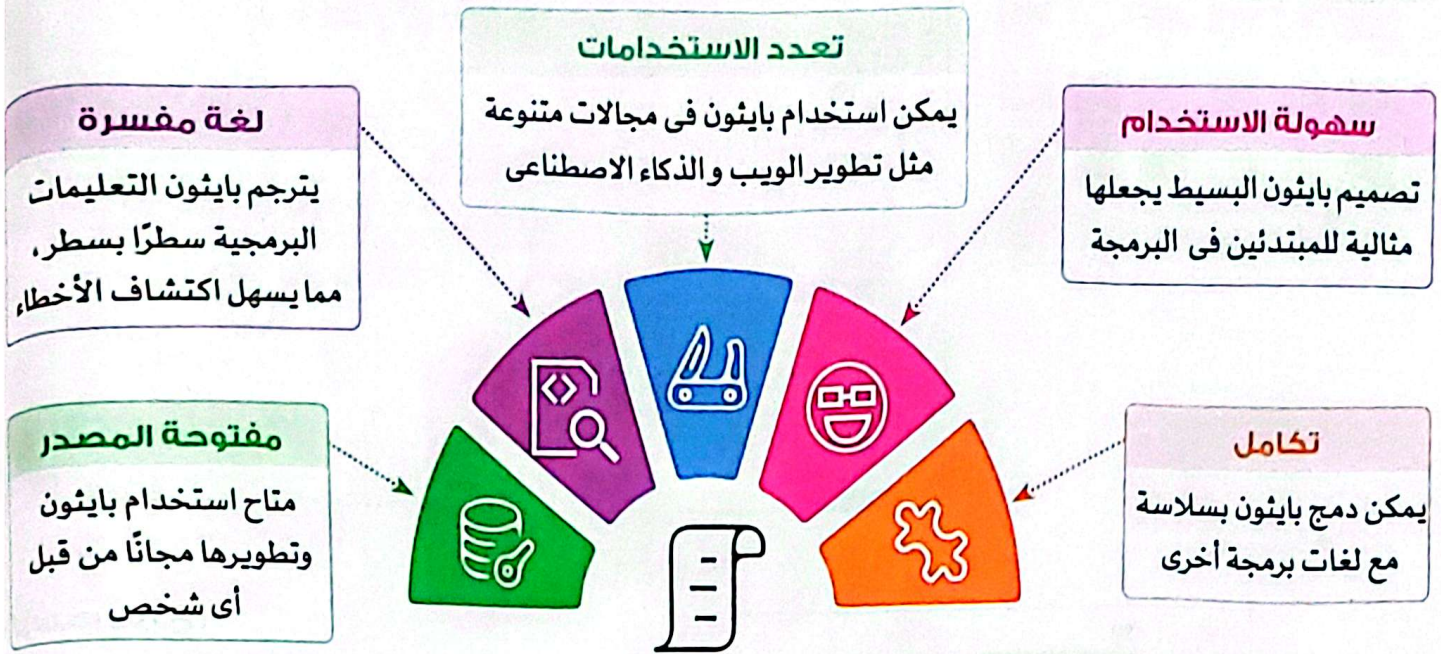 تعدد الاستخدامات
يمكن استخدام بايثون فى مجالات متنوعة
مثل تطوير الويب و الذكاء الاصطناعى
سهولة الاستخدام
تصميم بايثون البسيط يجعلها
مثالية للمبتدئين فى البرمجة
لغة مفسرة
يترجم بايثون التعليمات
البرمجية سطرًا بسطر،
مما يسهل اكتشاف الأخطاء
تكامل
يمكن دمج بايثون بسلاسة
مع لغات برمجة أخرى
مفتوحة المصدر
متاح استخدام بايثون
وتطويرها مجانًا من قبل
أى شخص